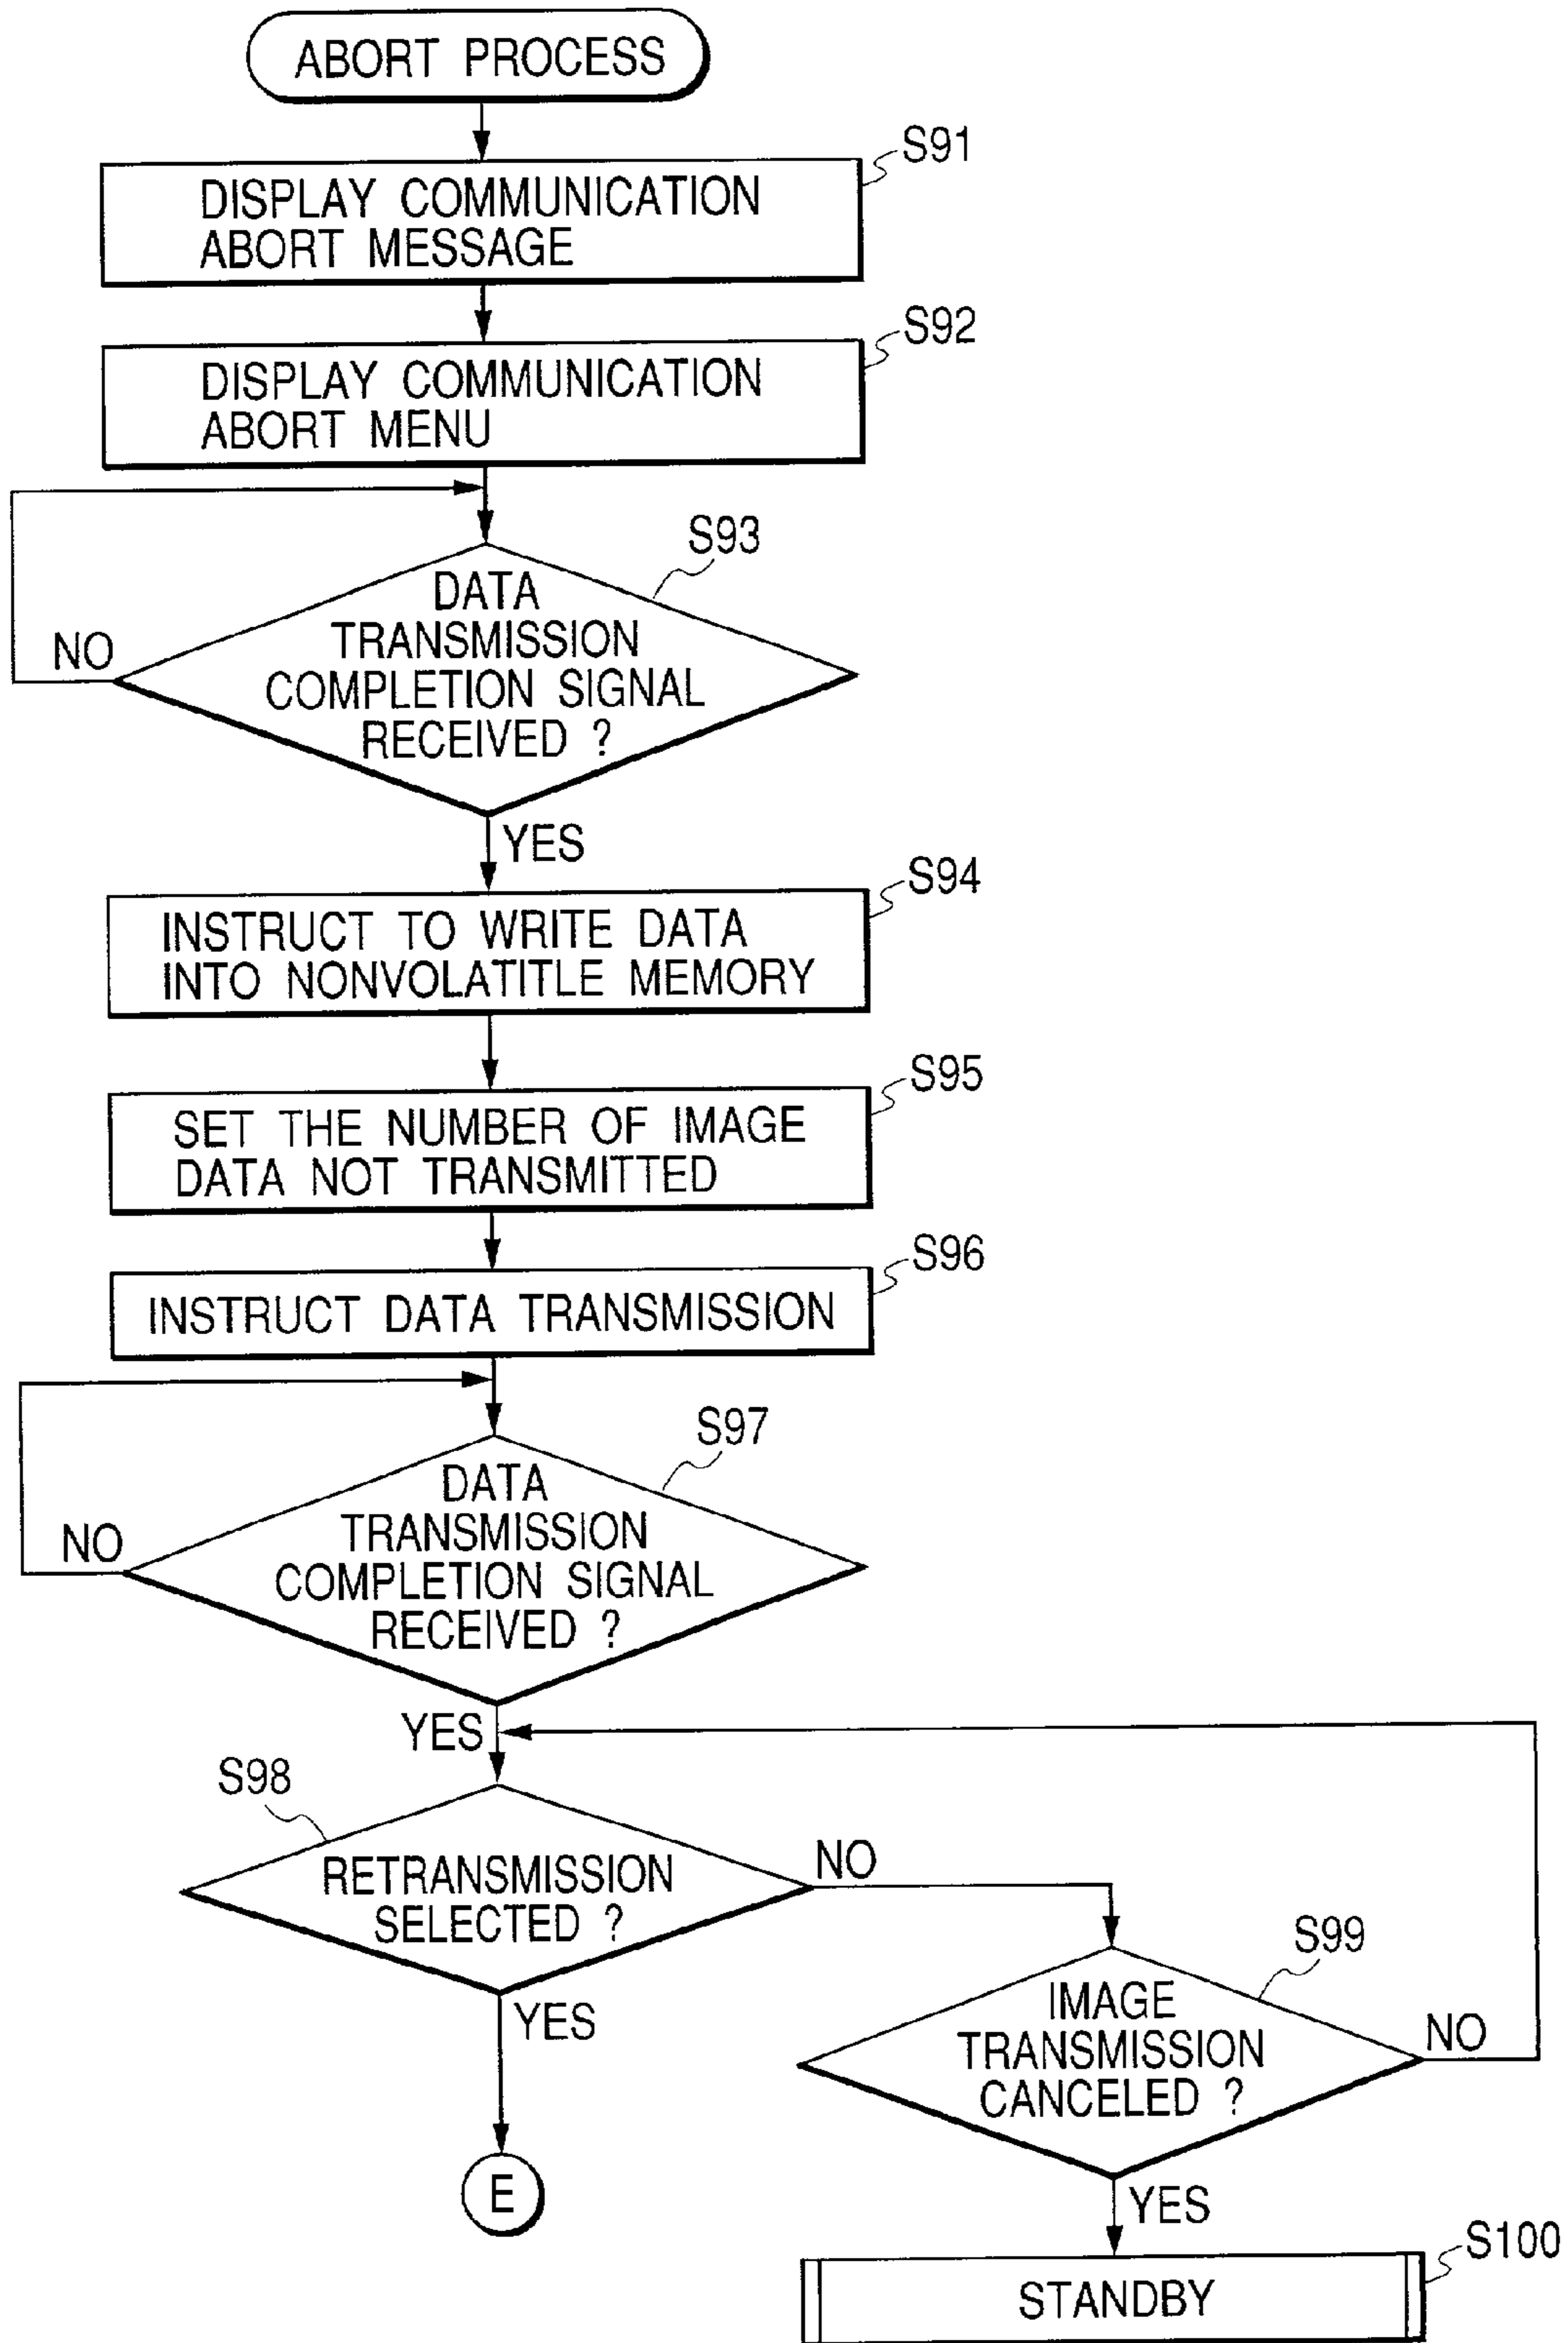 ABORT PROCESS
S91
DISPLAY COMMUNICATION
ABORT MESSAGE
S92
DISPLAY COMMUNICATION
ABORT MENU
S93
DATA
TRANSMISSION
COMPLETION SIGNAL
RECEIVED ?
NO
YES
S94
INSTRUCT TO WRITE DATA
INTO NONVOLATITLE MEMORY
S95
SET THE NUMBER OF IMAGE
DATA NOT TRANSMITTED
S96
INSTRUCT DATA TRANSMISSION
S97
DATA
TRANSMISSION
COMPLETION SIGNAL
RECEIVED ?
NO
YES
S98
RETRANSMISSION
SELECTED ?
NO
YES
E
S99
IMAGE
TRANSMISSION
CANCELED ?
NO
YES
S100
STANDBY